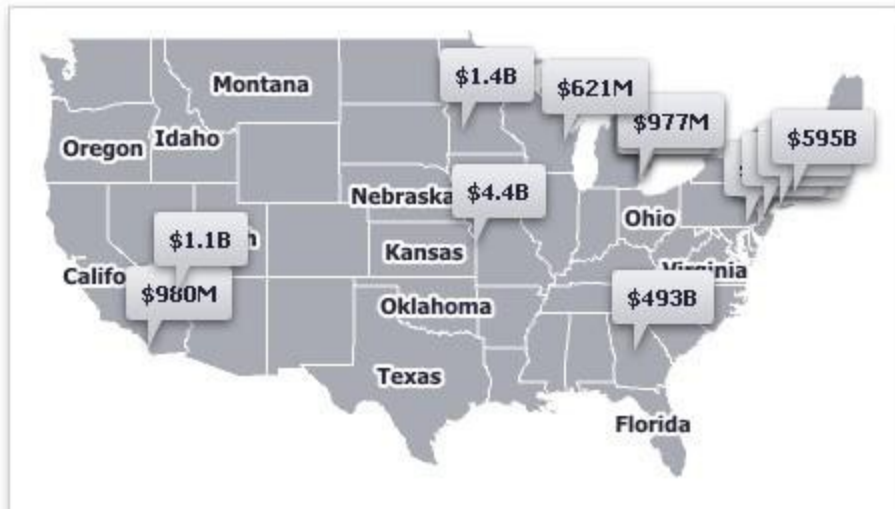 $1.4B
$621M
Montana
$977M
$595B
Oregon
Idaho
Nebraska
$4.4B
Ohio
$1.1B
h
Kansas
Virginia
Califo
$980M
$493B
Oklahoma
Texas
Florida